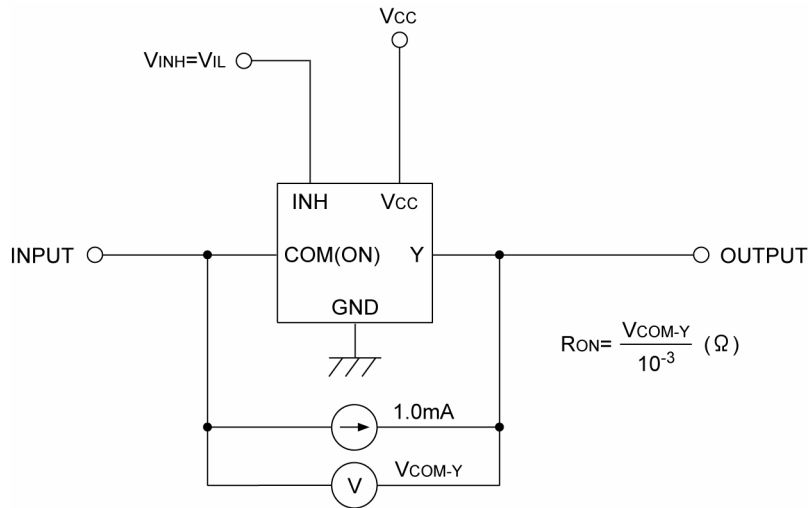 VCC
VINH=VIL
INH VCC
INPUT COM(ON) Y OUTPUT
GND
RON= VCOM-Y / 10-3 (Ω)
1.0mA
VCOM-Y
V